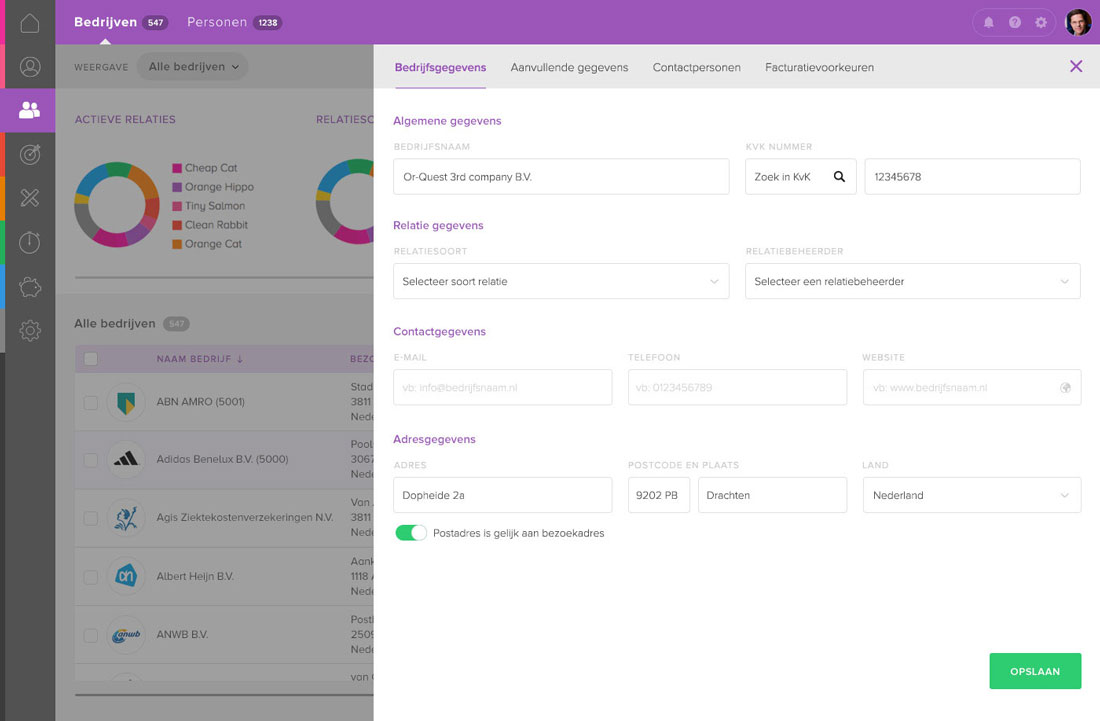 Bedrijven 547 Personen 1238
WEERGAVE Alle bedrijven
ACTIEVE RELATIES
Cheap Cat
Orange Hippo
Tiny Salmon
Clean Rabbit
Orange Cat
RELATIESO
Alle bedrijven 547
NAAM BEDRIJF ↓ BEZO
ABN AMRO (5001)
Stad
3811
Nede
Adidas Benelux B.V. (5000)
Pool
3067
Nede
Agis Ziektekostenverzekeringen N.V.
Van
3811
Nede
Albert Heijn B.V.
Aank
1118 A
Nede
anwb
ANWB B.V.
Post
2509
Nede
van
Bedrijfsgegevens Aanvullende gegevens Contactpersonen Facturatievoorkeuren
Algemene gegevens
BEDRIJFSNAAM KVK NUMMER
Or-Quest 3rd company B.V. Zoek in KvK 12345678
Relatie gegevens
RELATIESOORT RELATIEBEHEERDER
Selecteer soort relatie Selecteer een relatiebeheerder
Contactgegevens
E-MAIL TELEFOON WEBSITE
vb: info@bedrijfsnaam.nl vb: 0123456789 vb: www.bedrijfsnaam.nl
Adresgegevens
ADRES POSTCODE EN PLAATS LAND
Dopheide 2a 9202 PB Drachten Nederland
Postadres is gelijk aan bezoekadres
OPSLAAN